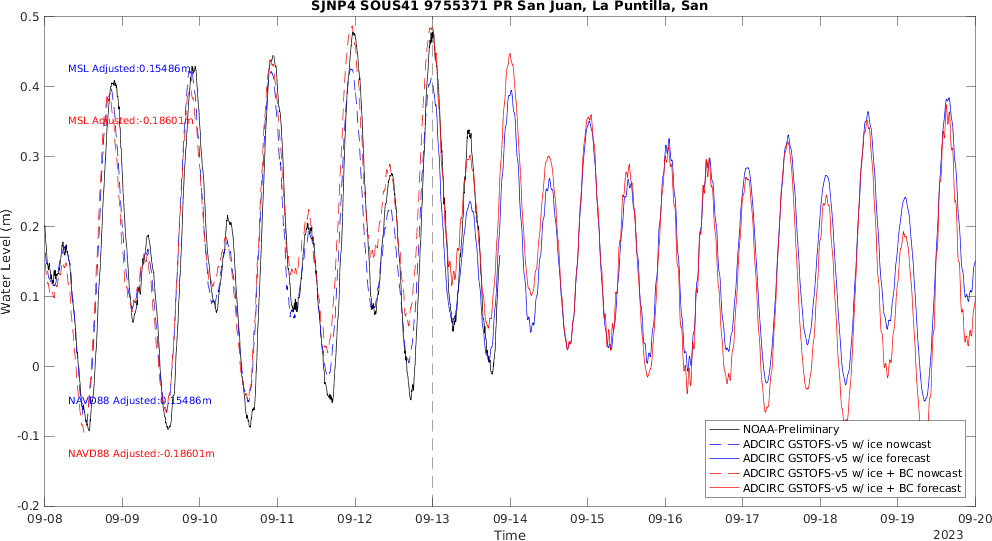 SJNP4 SOUS41 9755371 PR San Juan, La Puntilla, San
0.5
0.4
0.3
0.2
0.1
0
-0.1
-0.2
Water Level (m)
MSL Adjusted:0.15486m
MSL Adjusted:-0.18601m
NAVD88 Adjusted:0.15486m
NAVD88 Adjusted:-0.18601m
NOAA-Preliminary
ADCIRC GSTOFS-v5 w/ ice nowcast
ADCIRC GSTOFS-v5 w/ ice forecast
ADCIRC GSTOFS-v5 w/ ice + BC nowcast
ADCIRC GSTOFS-v5 w/ ice + BC forecast
09-08 09-09 09-10 09-11 09-12 09-13 09-14 09-15 09-16 09-17 09-18 09-19 09-20
Time
2023